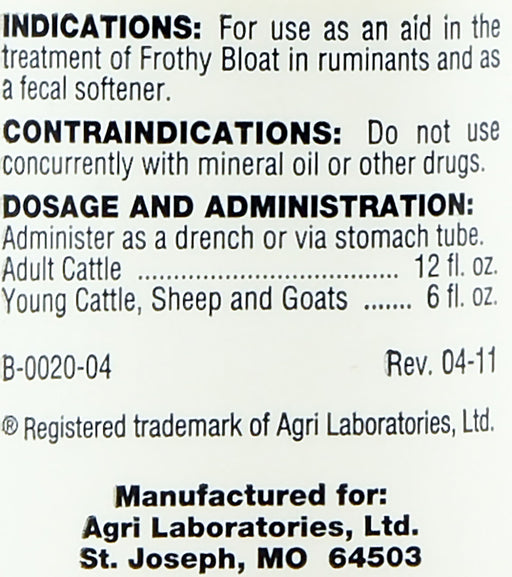 INDICATIONS: For use as an aid in the
treatment of Frothy Bloat in ruminants and as
a fecal softener.
CONTRAINDICATIONS: Do not use
concurrently with mineral oil or other drugs.
DOSAGE AND ADMINISTRATION:
Administer as a drench or via stomach tube.
Adult Cattle ................................... 12 fl. oz.
Young Cattle, Sheep and Goats ....... 6 fl. oz.
B-0020-04 Rev. 04-11
® Registered trademark of Agri Laboratories, Ltd.
Manufactured for:
Agri Laboratories, Ltd.
St. Joseph, MO 64503